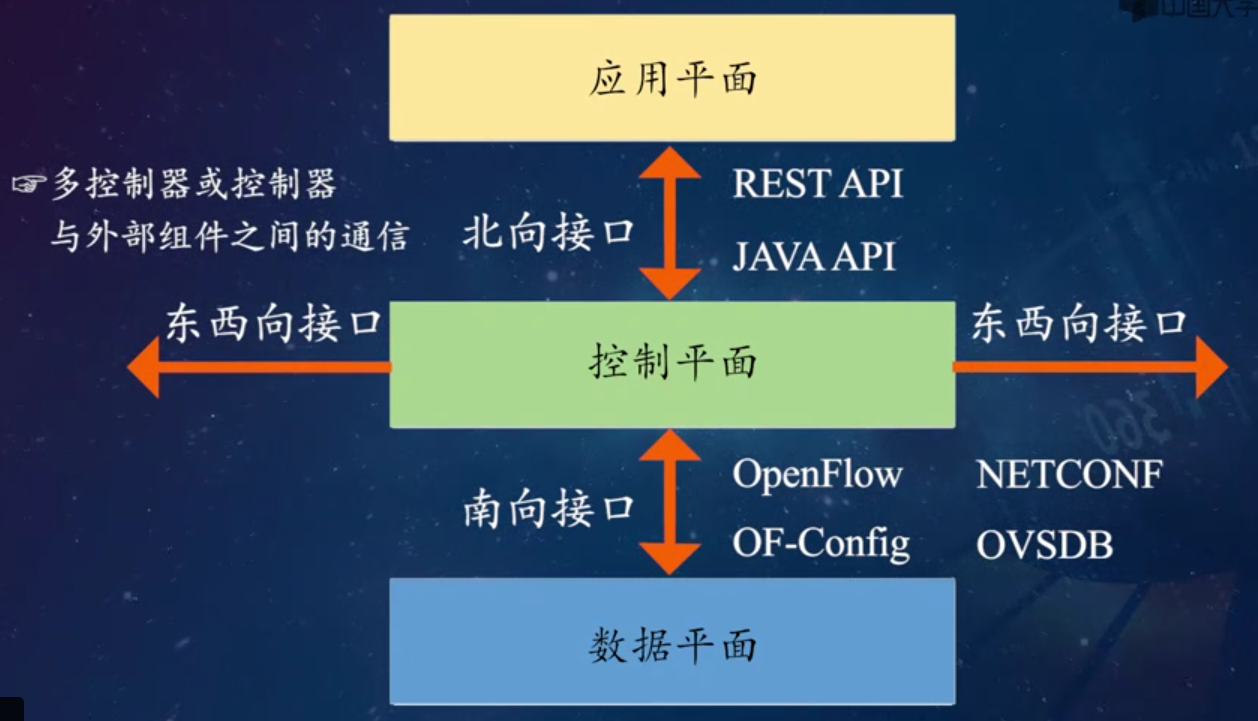 中国大学
应用平面
☞多控制器或控制器
与外部组件之间的通信
北向接口
REST API
JAVA API
东西向接口
控制平面
东西向接口
南向接口
OpenFlow NETCONF
OF-Config OVSDB
数据平面
360